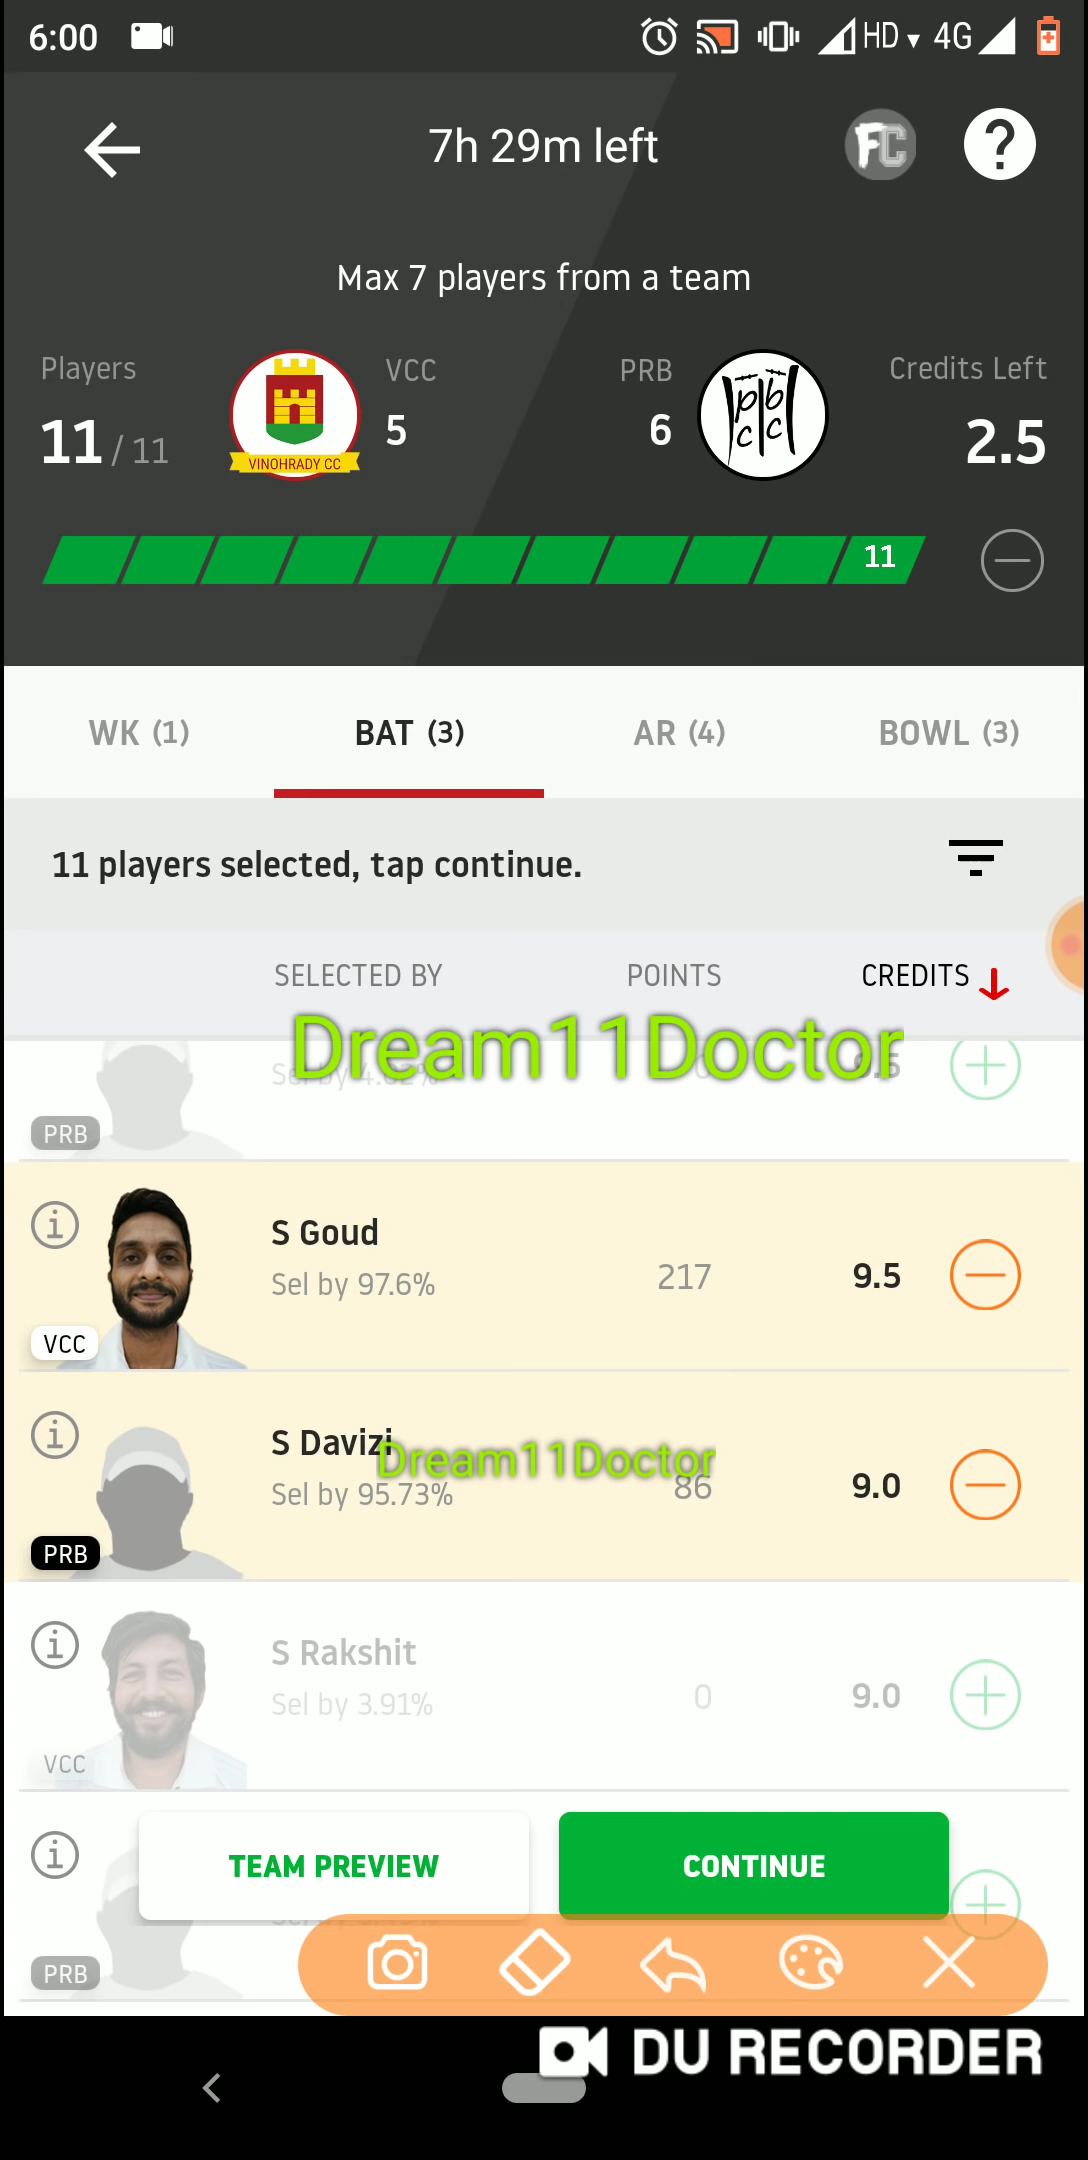 6:00
HD 4G
7h 29m left
FC
?
Max 7 players from a team
Players
VCC
PRB
Credits Left
11 / 11
5
6
2.5
VINOHRADY CC
pb
cc
11
WK (1)
BAT (3)
AR (4)
BOWL (3)
11 players selected, tap continue.
SELECTED BY
POINTS
CREDITS
Dream11Doctor
PRB
S Goud
Sel by 97.6%
217
9.5
VCC
S Davizi
Dream11Doctor
Sel by 95.73%
86
9.0
PRB
S Rakshit
Sel by 3.91%
0
9.0
VCC
TEAM PREVIEW
CONTINUE
PRB
DU RECORDER